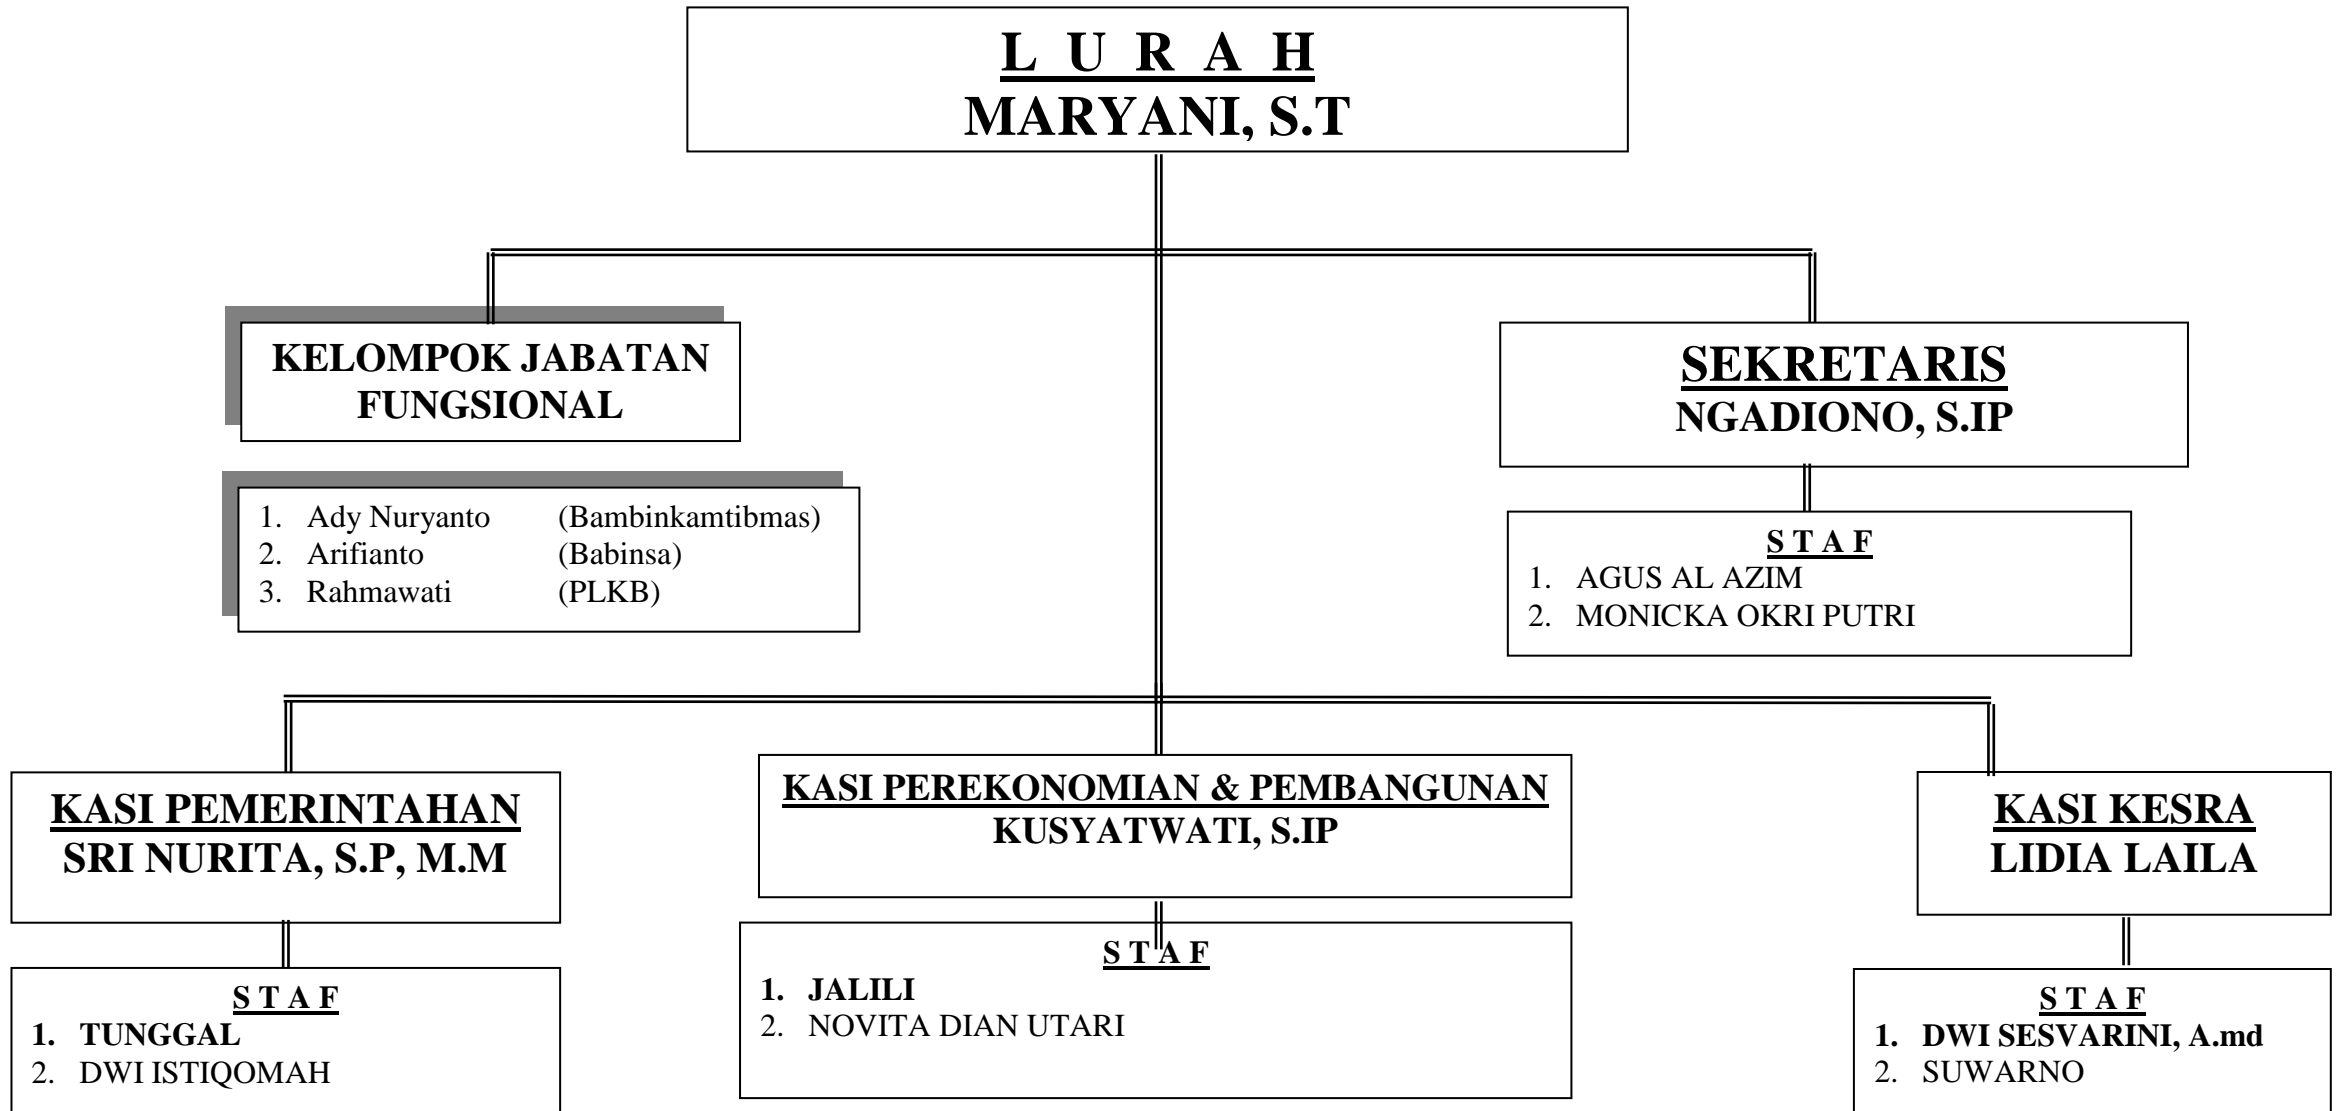 L U R A H
MARYANI, S.T
KELOMPOK JABATAN
FUNGSIONAL
1. Ady Nuryanto (Bambinkamtibmas)
2. Arifianto (Babinsa)
3. Rahmawati (PLKB)
SEKRETARIS
NGADIONO, S.IP
S T A F
1. AGUS AL AZIM
2. MONICKA OKRI PUTRI
KASI PEMERINTAHAN
SRI NURITA, S.P, M.M
S T A F
1. TUNGGAL
2. DWI ISTIQOMAH
KASI PEREKONOMIAN & PEMBANGUNAN
KUSYATWATI, S.IP
S T A F
1. JALILI
2. NOVITA DIAN UTARI
KASI KESRA
LIDIA LAILA
S T A F
1. DWI SESVARINI, A.md
2. SUWARNO